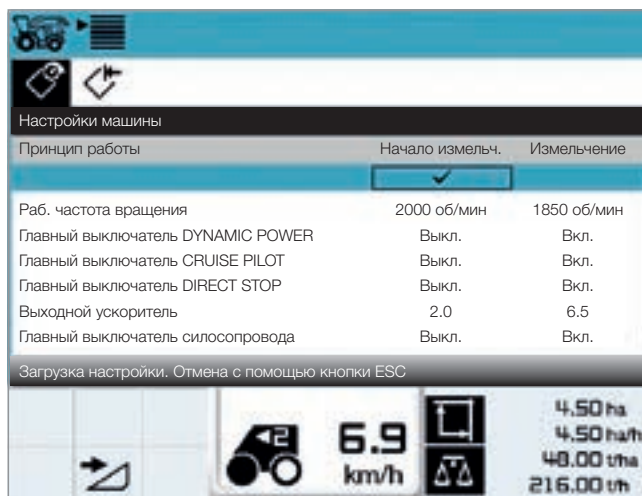 Настройки машины
Принцип работы Начало измельч. Измельчение
Раб. частота вращения 2000 об/мин 1850 об/мин
Главный выключатель DYNAMIC POWER Выкл. Вкл.
Главный выключатель CRUISE PILOT Выкл. Вкл.
Главный выключатель DIRECT STOP Выкл. Вкл.
Выходной ускоритель 2.0 6.5
Главный выключатель силосопровода Выкл. Вкл.
Загрузка настройки. Отмена с помощью кнопки ESC
2
6.9
km/h
4.50 ha
4.50 ha/h
48.00 t/ha
216.00 t/h